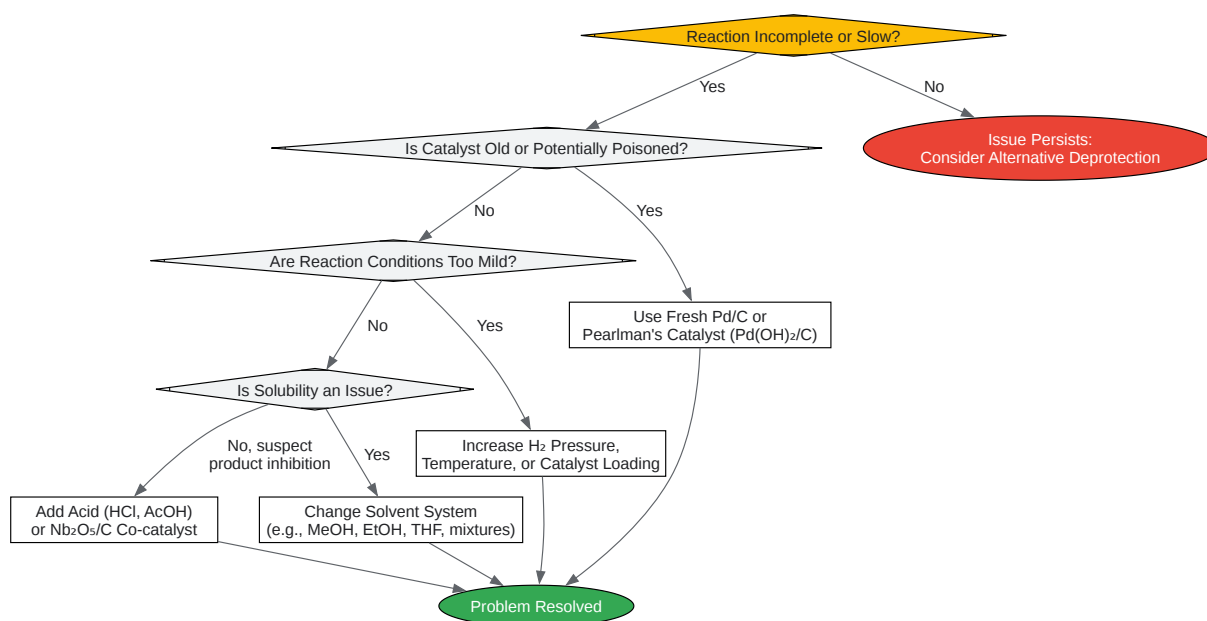 Reaction Incomplete or Slow?
Yes
No
Is Catalyst Old or Potentially Poisoned?
Issue Persists:
Consider Alternative Deprotection
No
Yes
Are Reaction Conditions Too Mild?
Use Fresh Pd/C or
Pearlman's Catalyst (Pd(OH)₂/C)
No
Yes
Is Solubility an Issue?
No, suspect
product inhibition
Yes
Increase H₂ Pressure,
Temperature, or Catalyst Loading
Add Acid (HCl, AcOH)
or Nb₂O₅/C Co-catalyst
Change Solvent System
(e.g., MeOH, EtOH, THF, mixtures)
Problem Resolved